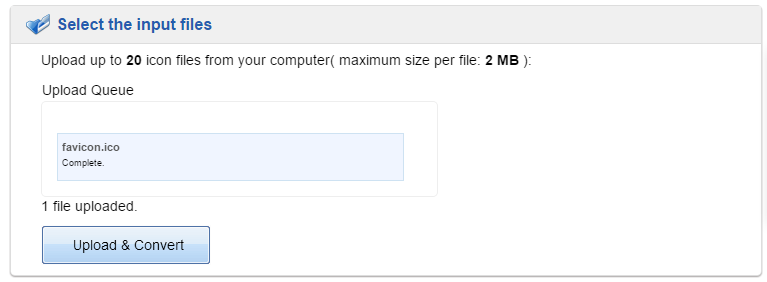 Select the input files
Upload up to 20 icon files from your computer( maximum size per file: 2 MB ):
Upload Queue
favicon.ico
Complete.
1 file uploaded.
Upload & Convert